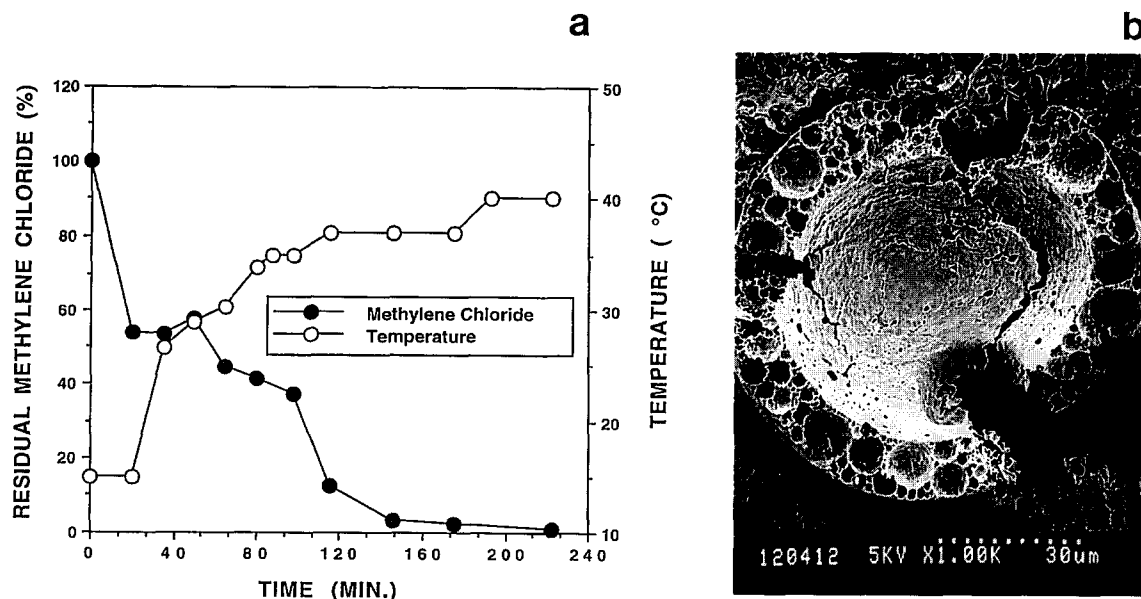 a
b
RESIDUAL METHYLENE CHLORIDE (%)
120
100
80
60
40
20
0
Methylene Chloride
Temperature
50
40
30
20
10
TEMPERATURE ( °C)
0 40 80 120 160 200 240
TIME (MIN.)
120412 5KV X1.00K 30um